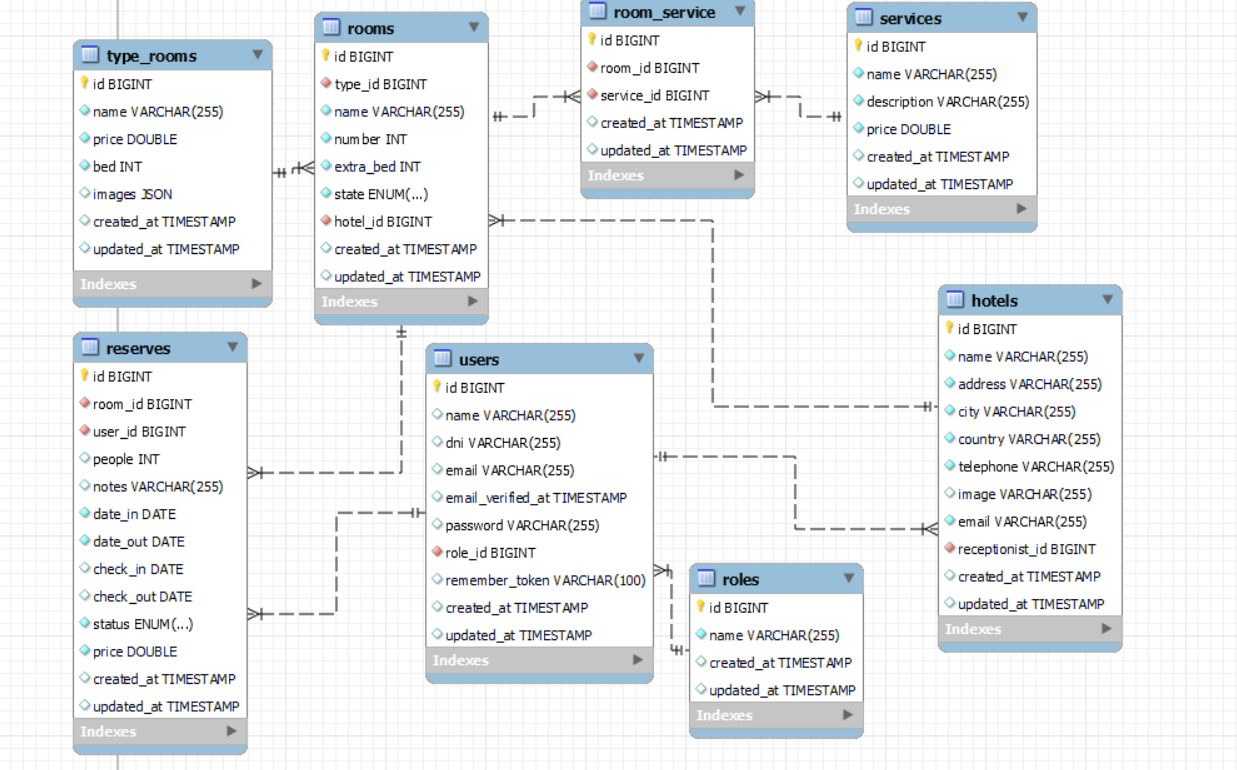 type_rooms
id BIGINT
name VARCHAR(255)
price DOUBLE
bed INT
images JSON
created_at TIMESTAMP
updated_at TIMESTAMP
Indexes
rooms
id BIGINT
type_id BIGINT
name VARCHAR(255)
number INT
extra_bed INT
state ENUM(...)
hotel_id BIGINT
created_at TIMESTAMP
updated_at TIMESTAMP
Indexes
room_service
id BIGINT
room_id BIGINT
service_id BIGINT
created_at TIMESTAMP
updated_at TIMESTAMP
Indexes
services
id BIGINT
name VARCHAR(255)
description VARCHAR(255)
price DOUBLE
created_at TIMESTAMP
updated_at TIMESTAMP
Indexes
reserves
id BIGINT
room_id BIGINT
user_id BIGINT
people INT
notes VARCHAR(255)
date_in DATE
date_out DATE
check_in DATE
check_out DATE
status ENUM(...)
price DOUBLE
created_at TIMESTAMP
updated_at TIMESTAMP
Indexes
users
id BIGINT
name VARCHAR(255)
dni VARCHAR(255)
email VARCHAR(255)
email_verified_at TIMESTAMP
password VARCHAR(255)
role_id BIGINT
remember_token VARCHAR(100)
created_at TIMESTAMP
updated_at TIMESTAMP
Indexes
roles
id BIGINT
name VARCHAR(255)
created_at TIMESTAMP
updated_at TIMESTAMP
Indexes
hotels
id BIGINT
name VARCHAR(255)
address VARCHAR(255)
city VARCHAR(255)
country VARCHAR(255)
telephone VARCHAR(255)
image VARCHAR(255)
email VARCHAR(255)
receptionist_id BIGINT
created_at TIMESTAMP
updated_at TIMESTAMP
Indexes